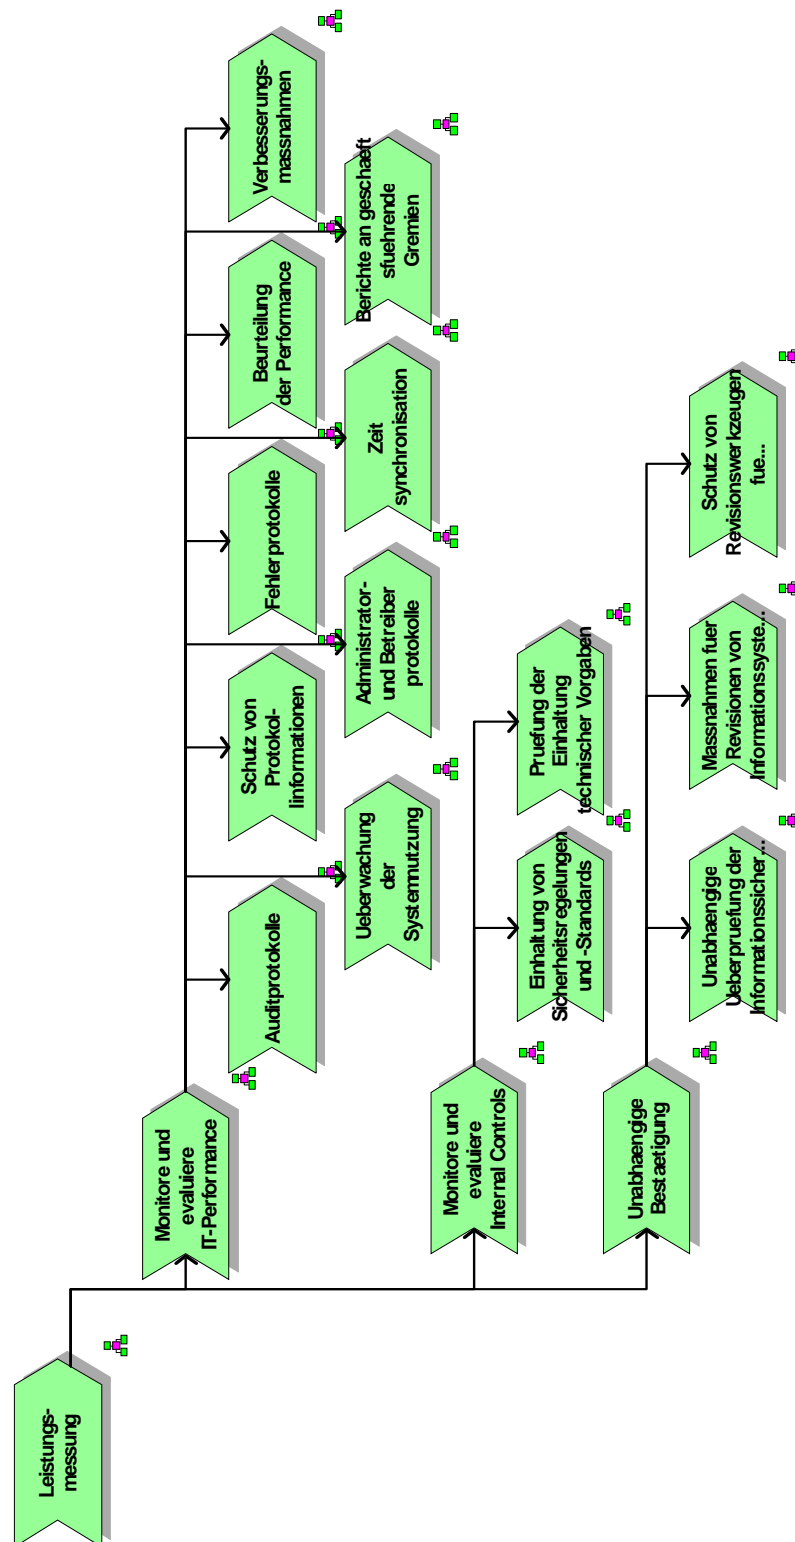 Leistungs-
messung
Monitore und
evaluiere
IT-Performance
Auditprotokolle
Ueberwachung
der
Systemnutzung
Schutz von
Protokol-
linformationen
Administrator-
und Betreiber
protokolle
Fehlerprotokolle
Zeit
synchronisation
Beurteilung
der Performance
Berichte an geschaeft
sfuehrende
Gremien
Verbesserungs-
massnahmen
Monitore und
evaluiere
Internal Controls
Einhaltung von
Sicherheitsregelungen
und -Standards
Pruefung der
Einhaltung
technischer Vorgaben
Unabhaengige
Bestaetigung
Unabhaengige
Ueberpruefung der
Informationssicher...
Massnahmen fuer
Revisionen von
Informationssyste...
Schutz von
Revisionswerkzeugen
fue...